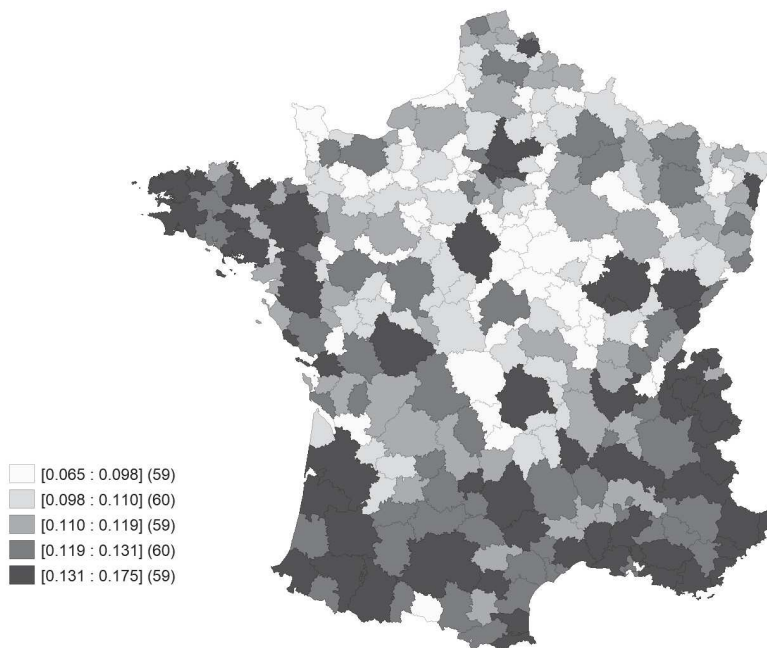 [0.065 : 0.098] (59)
[0.098 : 0.110] (60)
[0.110 : 0.119] (59)
[0.119 : 0.131] (60)
[0.131 : 0.175] (59)